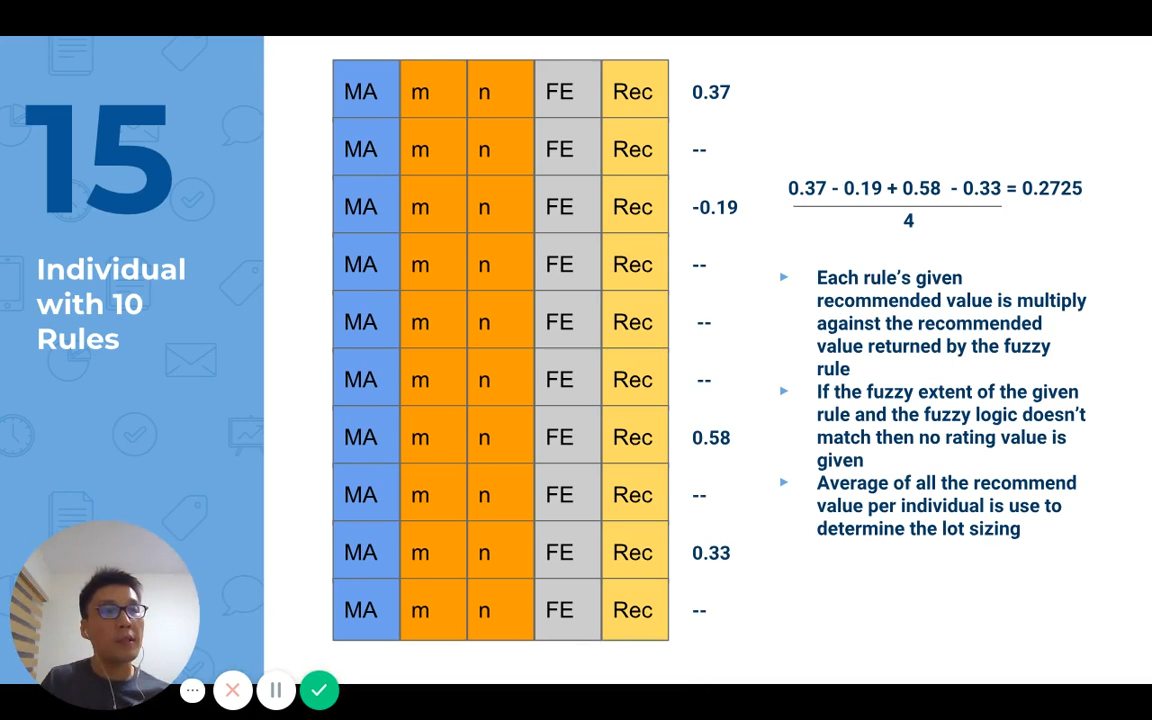 15
Individual
with 10
Rules
MA m n FE Rec 0.37
MA m n FE Rec --
MA m n FE Rec -0.19
MA m n FE Rec --
MA m n FE Rec --
MA m n FE Rec --
MA m n FE Rec 0.58
MA m n FE Rec --
MA m n FE Rec 0.33
MA m n FE Rec --
0.37 - 0.19 + 0.58 - 0.33 = 0.2725
4
Each rule's given
recommended value is multiply
against the recommended
value returned by the fuzzy
rule
If the fuzzy extent of the given
rule and the fuzzy logic doesn't
match then no rating value is
given
Average of all the recommend
value per individual is use to
determine the lot sizing